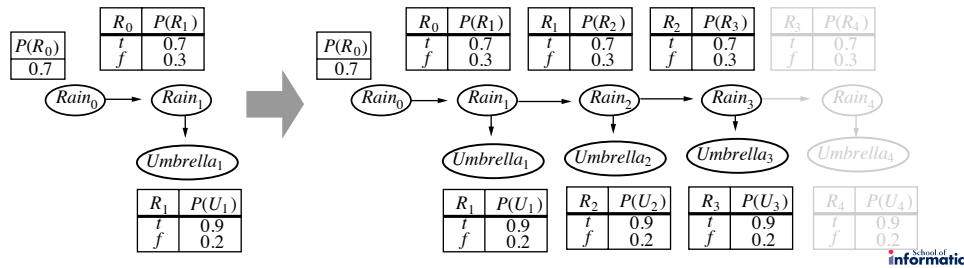 R0 P(R1)
t 0.7
f 0.3
P(R0)
0.7
Rain0
Rain1
Umbrella1
R1 P(U1)
t 0.9
f 0.2
R0 P(R1)
t 0.7
f 0.3
R1 P(R2)
t 0.7
f 0.3
R2 P(R3)
t 0.7
f 0.3
R3 P(R4)
t 0.7
f 0.3
P(R0)
0.7
Rain0
Rain1
Rain2
Rain3
Rain4
Umbrella1
Umbrella2
Umbrella3
Umbrella4
R1 P(U1)
t 0.9
f 0.2
R2 P(U2)
t 0.9
f 0.2
R3 P(U3)
t 0.9
f 0.2
R4 P(U4)
t 0.9
f 0.2
School of
informatic